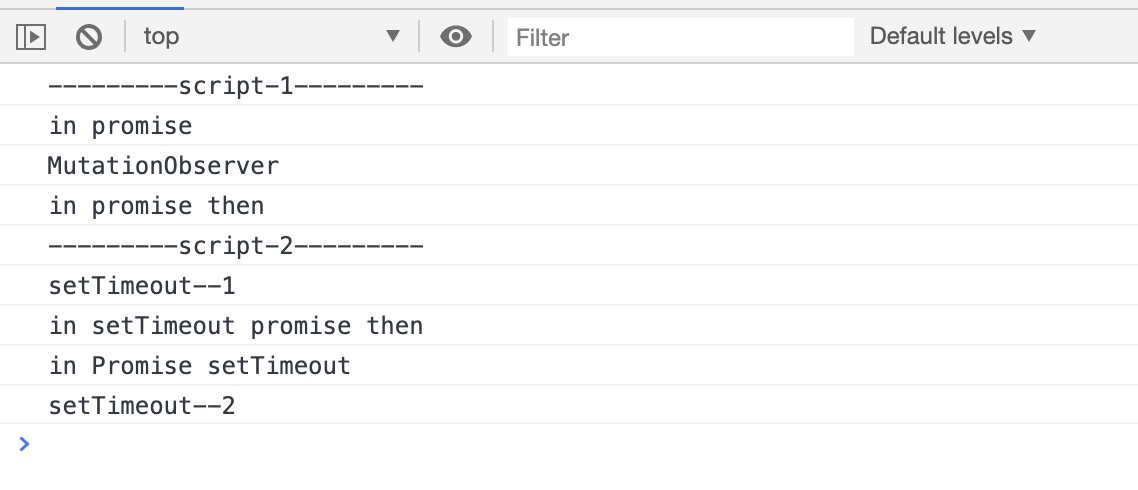 top Filter Default levels
---------script-1---------
in promise
MutationObserver
in promise then
---------script-2---------
setTimeout--1
in setTimeout promise then
in Promise setTimeout
setTimeout--2